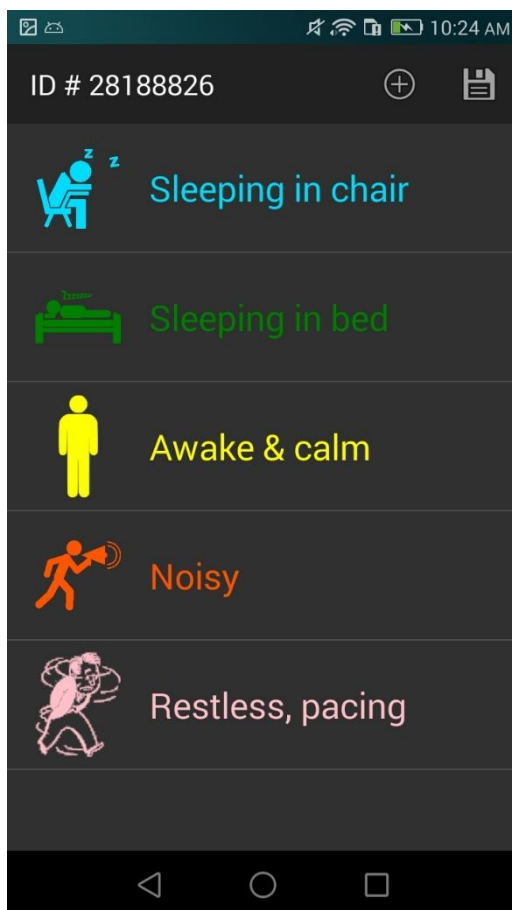 10:24 AM
ID # 28188826
z z
Sleeping in chair
Sleeping in bed
Awake & calm
Noisy
Restless, pacing